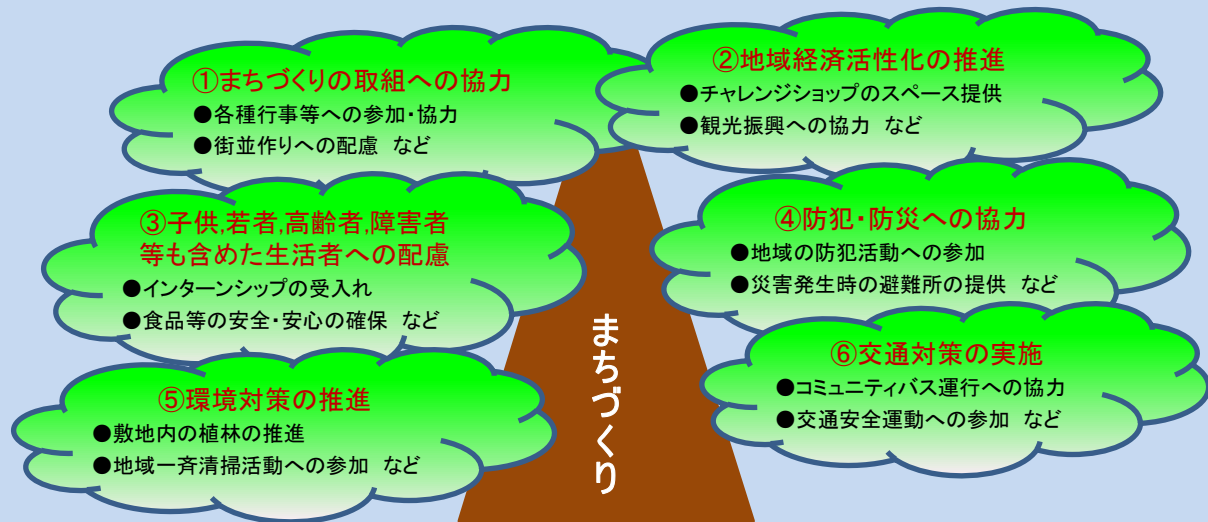 ①まちづくりの取組への協力
●各種行事等への参加・協力
●街並作りへの配慮 など
②地域経済活性化の推進
●チャレンジショップのスペース提供
●観光振興への協力 など
③子供,若者,高齢者,障害者
等も含めた生活者への配慮
●インターンシップの受入れ
●食品等の安全・安心の確保 など
④防犯・防災への協力
●地域の防犯活動への参加
●災害発生時の避難所の提供 など
⑤環境対策の推進
●敷地内の植林の推進
●地域一斉清掃活動への参加 など
⑥交通対策の実施
●コミュニティバス運行への協力
●交通安全運動への参加 など
まちづくり